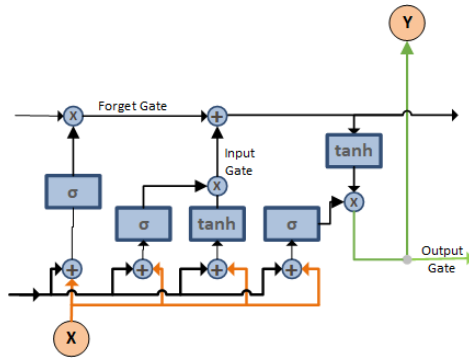 Y
x
Forget Gate
+
Input
Gate
tanh
σ
x
x
σ
tanh
σ
Output
Gate
+
+
+
+
X